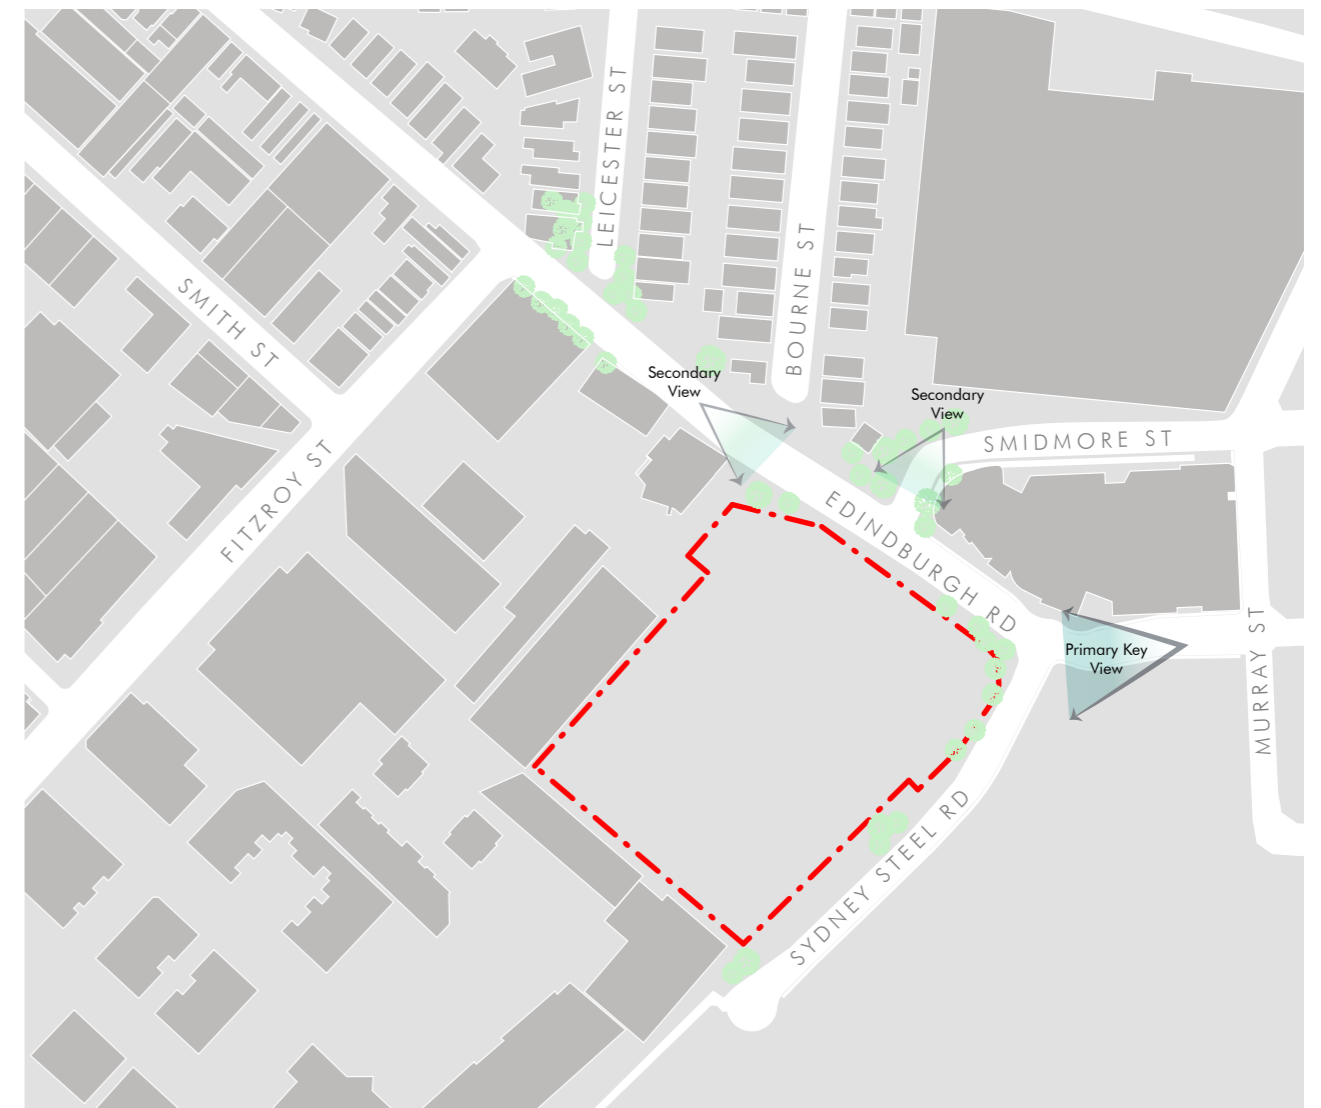 LEICESTER ST
BOURNE ST
SMITH ST
Secondary
View
Secondary
View
SMIDMORE ST
FITZROY ST
EDINDBURGH RD
Primary Key
View
MURRAY ST
SYDNEY STEEL RD